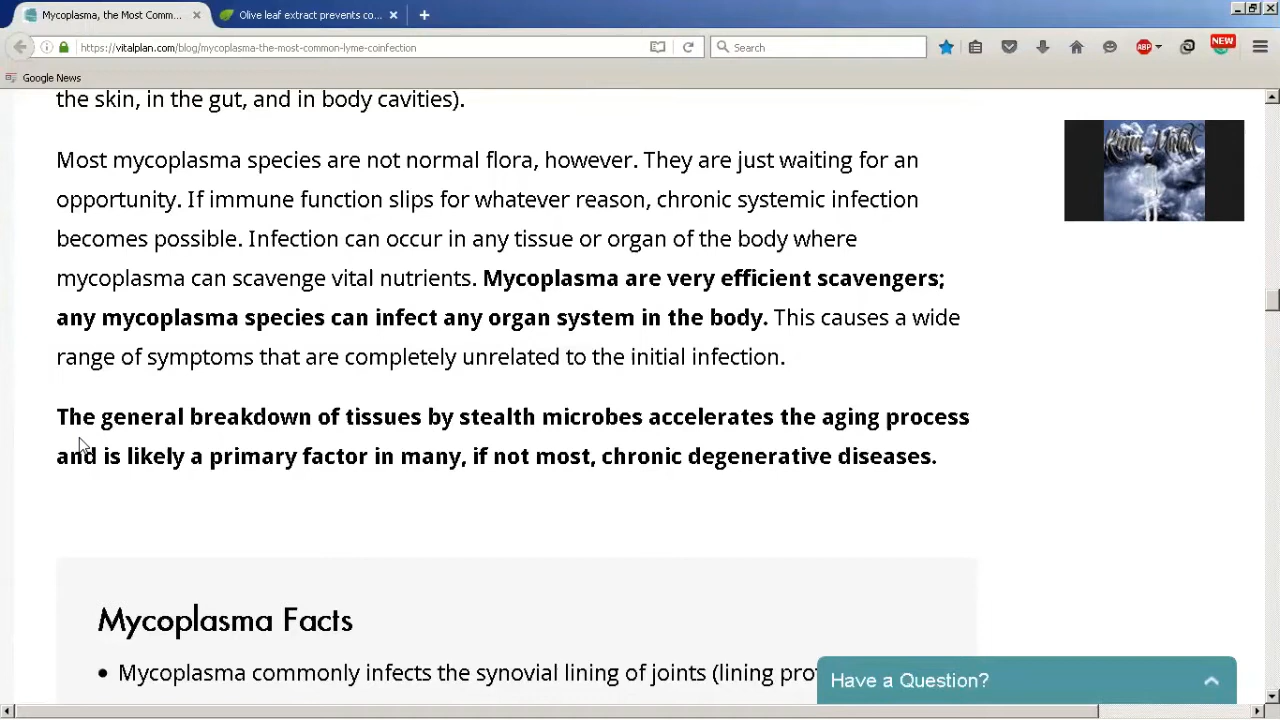 Mycoplasma, the Most Comm...
Olive leaf extract prevents co...
https://vitalplan.com/blog/mycoplasma-the-most-common-lyme-coinfection
Search
ABP
NEW
Google News
the skin, in the gut, and in body cavities).
Most mycoplasma species are not normal flora, however. They are just waiting for an
opportunity. If immune function slips for whatever reason, chronic systemic infection
becomes possible. Infection can occur in any tissue or organ of the body where
mycoplasma can scavenge vital nutrients. Mycoplasma are very efficient scavengers;
any mycoplasma species can infect any organ system in the body. This causes a wide
range of symptoms that are completely unrelated to the initial infection.
The general breakdown of tissues by stealth microbes accelerates the aging process
and is likely a primary factor in many, if not most, chronic degenerative diseases.
Mycoplasma Facts
• Mycoplasma commonly infects the synovial lining of joints (lining
Have a Question?